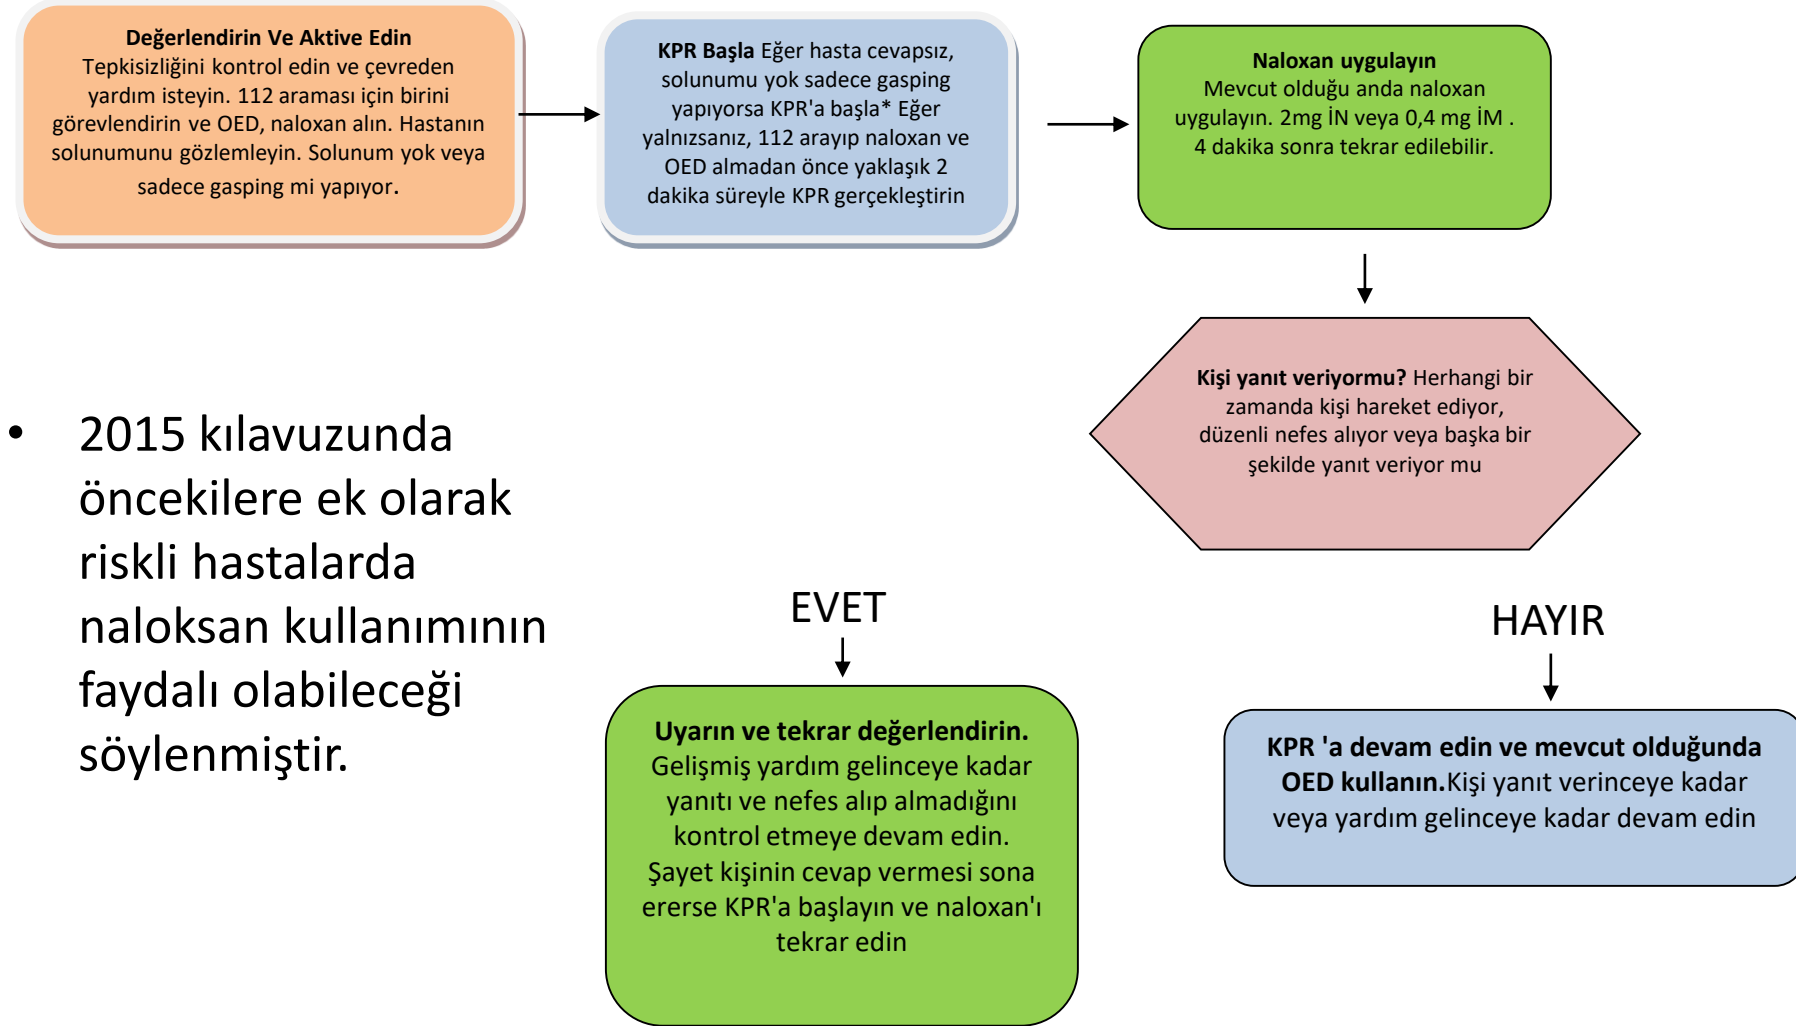 Değerlendirin Ve Aktive Edin
Tepkisizliğini kontrol edin ve çevreden
yardım isteyin. 112 araması için birini
görevlendirin ve OED, naloxan alın. Hastanın
solunumunu gözlemleyin. Solunum yok veya
sadece gasping mi yapıyor.
KPR Başla Eğer hasta cevapsız,
solunumu yok sadece gasping
yapıyorsa KPR'a başla* Eğer
yalnızsanız, 112 arayıp naloxan ve
OED almadan önce yaklaşık 2
dakika süreyle KPR gerçekleştirin
Naloxan uygulayın
Mevcut olduğu anda naloxan
uygulayın. 2mg İN veya 0,4 mg İM .
4 dakika sonra tekrar edilebilir.
Kişi yanıt veriyormu? Herhangi bir
zamanda kişi hareket ediyor,
düzenli nefes alıyor veya başka bir
şekilde yanıt veriyor mu
• 2015 kılavuzunda
öncekilere ek olarak
riskli hastalarda
naloksan kullanımının
faydalı olabileceği
söylenmiştir.
EVET
HAYIR
Uyarın ve tekrar değerlendirin.
Gelişmiş yardım gelinceye kadar
yanıtı ve nefes alıp almadığını
kontrol etmeye devam edin.
Şayet kişinin cevap vermesi sona
ererse KPR'a başlayın ve naloxan'ı
tekrar edin
KPR 'a devam edin ve mevcut olduğunda
OED kullanın.Kişi yanıt verinceye kadar
veya yardım gelinceye kadar devam edin